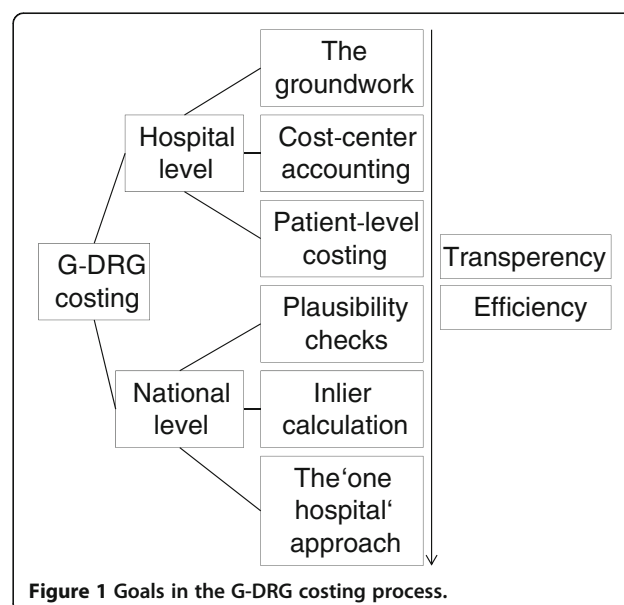 The
groundwork
Hospital
level
Cost-center
accounting
Patient-level
costing
G-DRG
costing
Transperency
Efficiency
Plausibility
checks
National
level
Inlier
calculation
The‘one
hospital‘
approach
Figure 1 Goals in the G-DRG costing process.